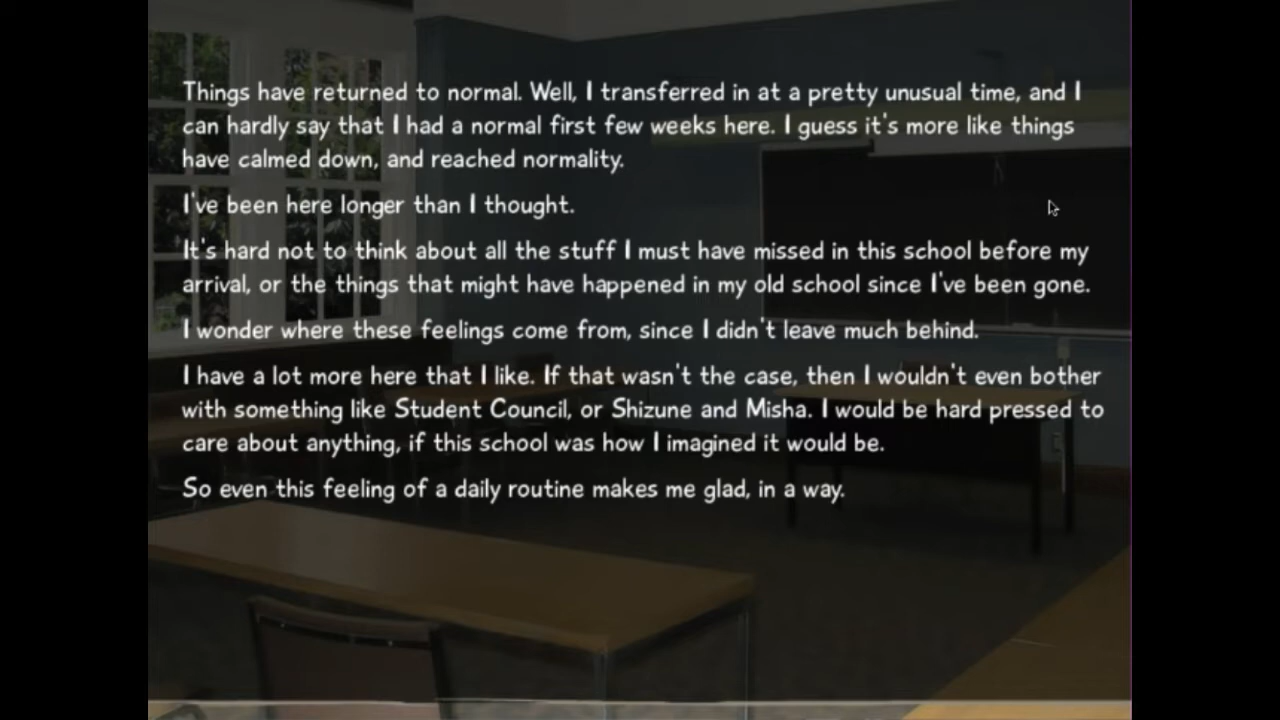 Things have returned to normal. Well, I transferred in at a pretty unusual time, and I
can hardly say that I had a normal first few weeks here. I guess it's more like things
have calmed down, and reached normality.
I've been here longer than I thought.
It's hard not to think about all the stuff I must have missed in this school before my
arrival, or the things that might have happened in my old school since I've been gone.
I wonder where these feelings come from, since I didn't leave much behind.
I have a lot more here that I like. If that wasn't the case, then I wouldn't even bother
with something like Student Council, or Shizune and Misha. I would be hard pressed to
care about anything, if this school was how I imagined it would be.
So even this feeling of a daily routine makes me glad, in a way.